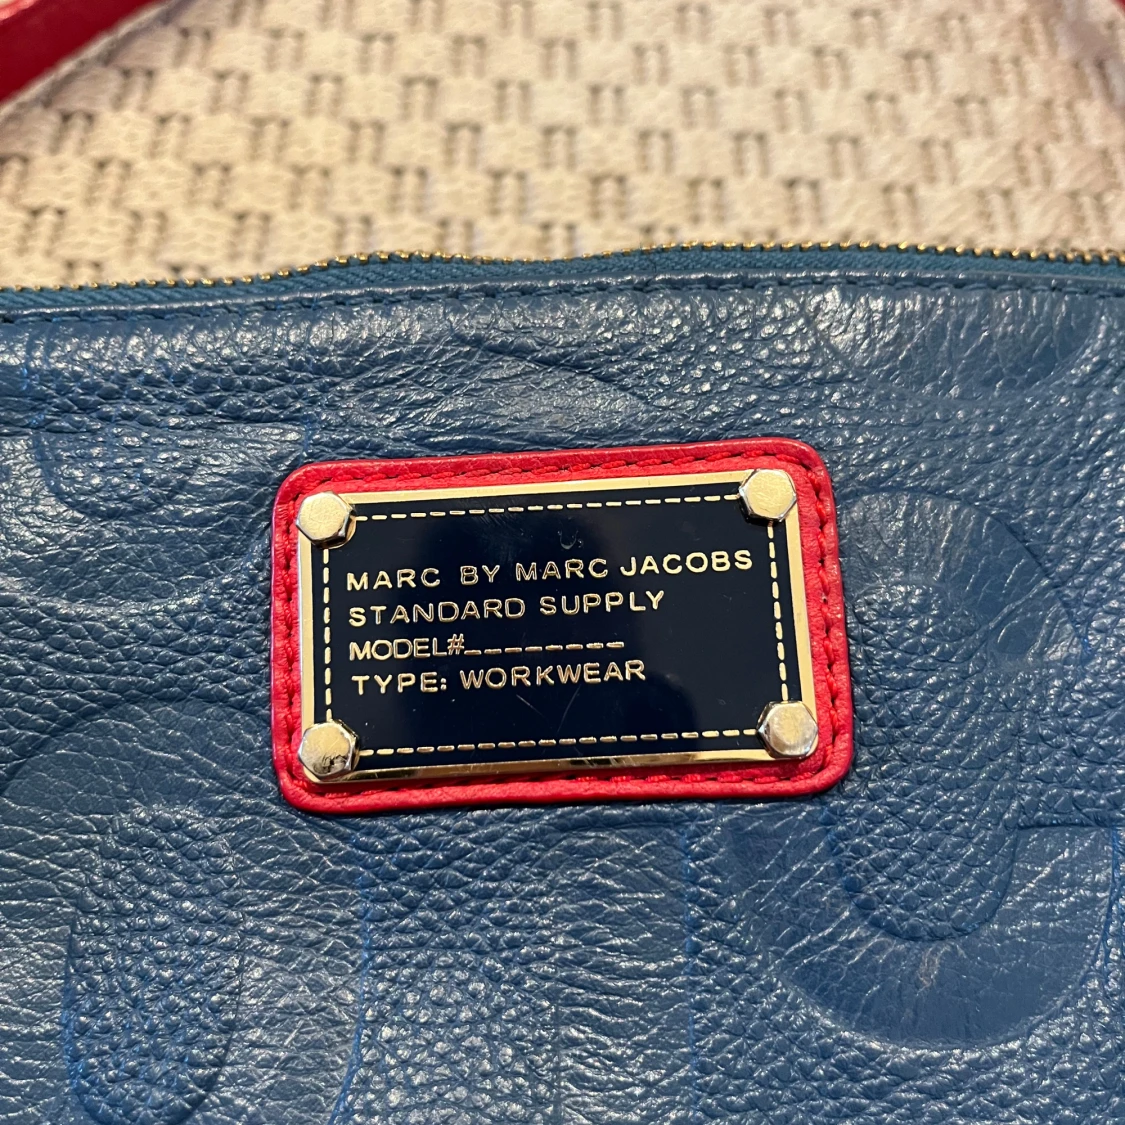 MARC BY MARC JACOBS
STANDARD SUPPLY
MODEL#________
TYPE: WORKWEAR